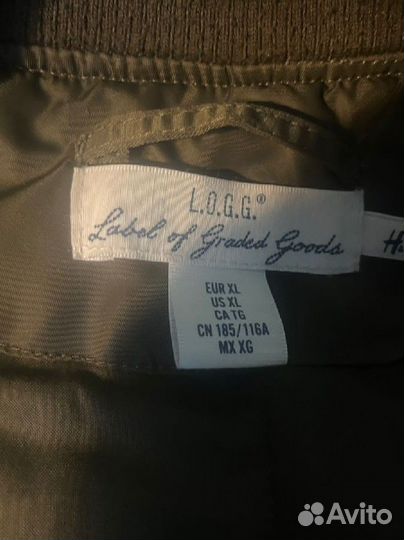 L.O.G.G.®
Label of Graded Goods
EUR XL
US XL
CA TG
CN 185/116A
MX XG
Avito